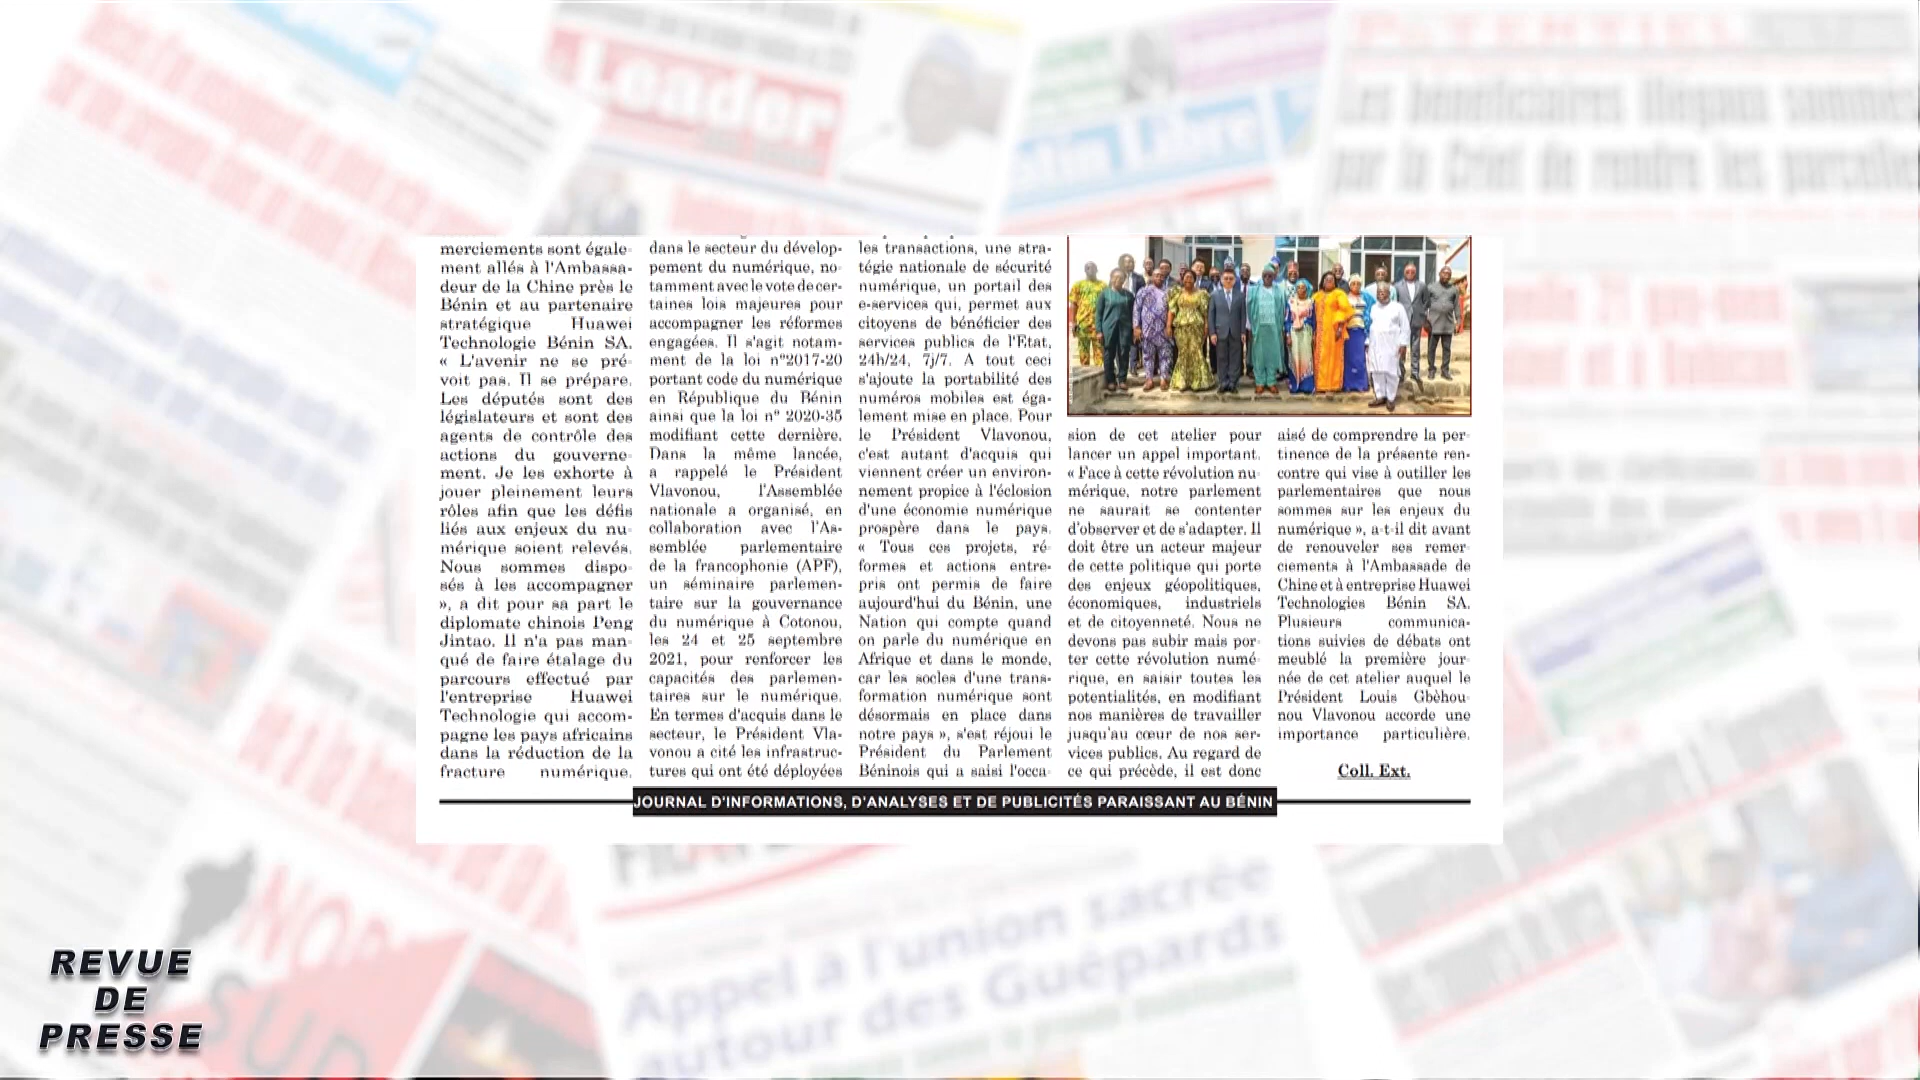 merciements sont égale-
ment allés à l'Ambassa-
deur de la Chine près le
Bénin et au partenaire
stratégique Huawei
Technologie Bénin SA.
« L'avenir ne se pré-
voit pas. Il se prépare.
Les députés sont des
législateurs et sont des
agents de contrôle des
actions du gouverne-
ment. Je les exhorte à
jouer pleinement leurs
rôles afin que les défis
liés aux enjeux du nu-
mérique soient relevés.
Nous sommes dispo-
sés à les accompagner
», a dit pour sa part le
diplomate chinois Peng
Jintao. Il n'a pas man-
qué de faire étalage du
parcours effectué par
l'entreprise Huawei
Technologie qui accom-
pagne les pays africains
dans la réduction de la
fracture numérique.
dans le secteur du dévelop-
pement du numérique, no-
tamment avec le vote de cer-
taines lois majeures pour
accompagner les réformes
engagées. Il s'agit notam-
ment de la loi n°2017-20
portant code du numérique
en République du Bénin
ainsi que la loi n° 2020-35
modifiant cette dernière.
Dans la même lancée,
a rappelé le Président
Vlavonou, l'Assemblée
nationale a organisé, en
collaboration avec l'As-
semblée parlementaire
de la francophonie (APF),
un séminaire parlemen-
taire sur la gouvernance
du numérique à Cotonou,
les 24 et 25 septembre
2021, pour renforcer les
capacités des parlemen-
taires sur le numérique.
En termes d'acquis dans le
secteur, le Président Vla-
vonou a cité les infrastruc-
tures qui ont été déployées
les transactions, une stra-
tégie nationale de sécurité
numérique, un portail des
e-services qui, permet aux
citoyens de bénéficier des
services publics de l'Etat,
24h/24, 7j/7. A tout ceci
s'ajoute la portabilité des
numéros mobiles est éga-
lement mise en place. Pour
le Président Vlavonou,
c'est autant d'acquis qui
viennent créer un environ-
nement propice à l'éclosion
d'une économie numérique
prospère dans le pays.
« Tous ces projets, ré-
formes et actions entre-
pris ont permis de faire
aujourd'hui du Bénin, une
Nation qui compte quand
on parle du numérique en
Afrique et dans le monde,
car les socles d'une trans-
formation numérique sont
désormais en place dans
notre pays », s'est réjoui le
Président du Parlement
Béninois qui a saisi l'occa-
sion de cet atelier pour
lancer un appel important.
« Face à cette révolution nu-
mérique, notre parlement
ne saurait se contenter
d'observer et de s'adapter. Il
doit être un acteur majeur
de cette politique qui porte
des enjeux géopolitiques,
économiques, industriels
et de citoyenneté. Nous ne
devons pas subir mais por-
ter cette révolution numé-
rique, en saisir toutes les
potentialités, en modifiant
nos manières de travailler
jusqu'au cœur de nos ser-
vices publics. Au regard de
ce qui précède, il est donc
aisé de comprendre la per-
tinence de la présente ren-
contre qui vise à outiller les
parlementaires que nous
sommes sur les enjeux du
numérique », a-t-il dit avant
de renouveler ses remer-
ciements à l'Ambassade de
Chine et à entreprise Huawei
Technologies Bénin SA.
Plusieurs communica-
tions suivies de débats ont
meublé la première jour-
née de cet atelier auquel le
Président Louis Gbèhou-
nou Vlavonou accorde une
importance particulière.
Coll. Ext.
JOURNAL D'INFORMATIONS, D'ANALYSES ET DE PUBLICITÉS PARAISSANT AU BÉNIN
Leader
Les bénéficiaires illégaux sommés
par la Criet de rendre les parcelles
Appel à l'union sacrée
autour des Guépards
REVUE
DE
PRESSE